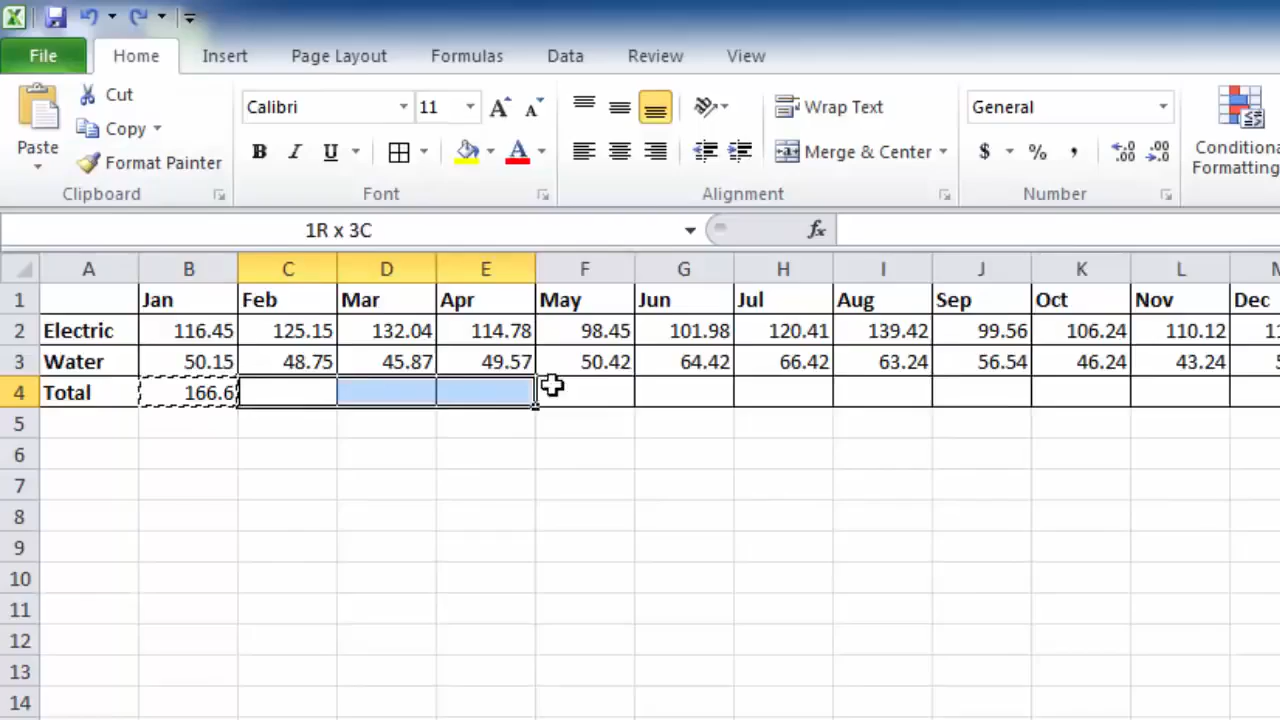 File Home Insert Page Layout Formulas Data Review View
Paste Cut Copy Format Painter
Calibri 11
B I U A
Wrap Text
Merge & Center
General
$ % ,
Conditiona
Formatting
Clipboard Font Alignment Number
1R x 3C fx
A B C D E F G H I J K L M
1 Jan Feb Mar Apr May Jun Jul Aug Sep Oct Nov Dec
2 Electric 116.45 125.15 132.04 114.78 98.45 101.98 120.41 139.42 99.56 106.24 110.12
3 Water 50.15 48.75 45.87 49.57 50.42 64.42 66.42 63.24 56.54 46.24 43.24
4 Total 166.6
5
6
7
8
9
10
11
12
13
14